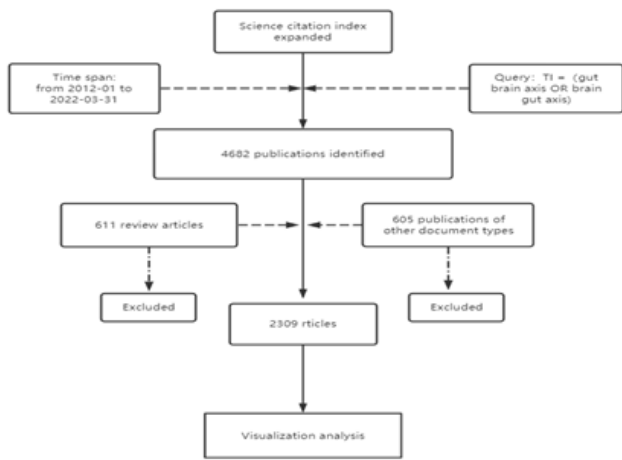 Science citation index
expanded
Time span:
from 2012-01 to
2022-03-31
Query: TI = (gut
brain axis OR brain
gut axis)
4682 publications identified
611 review articles
605 publications of
other document types
Excluded
Excluded
2309 rticles
Visualization analysis